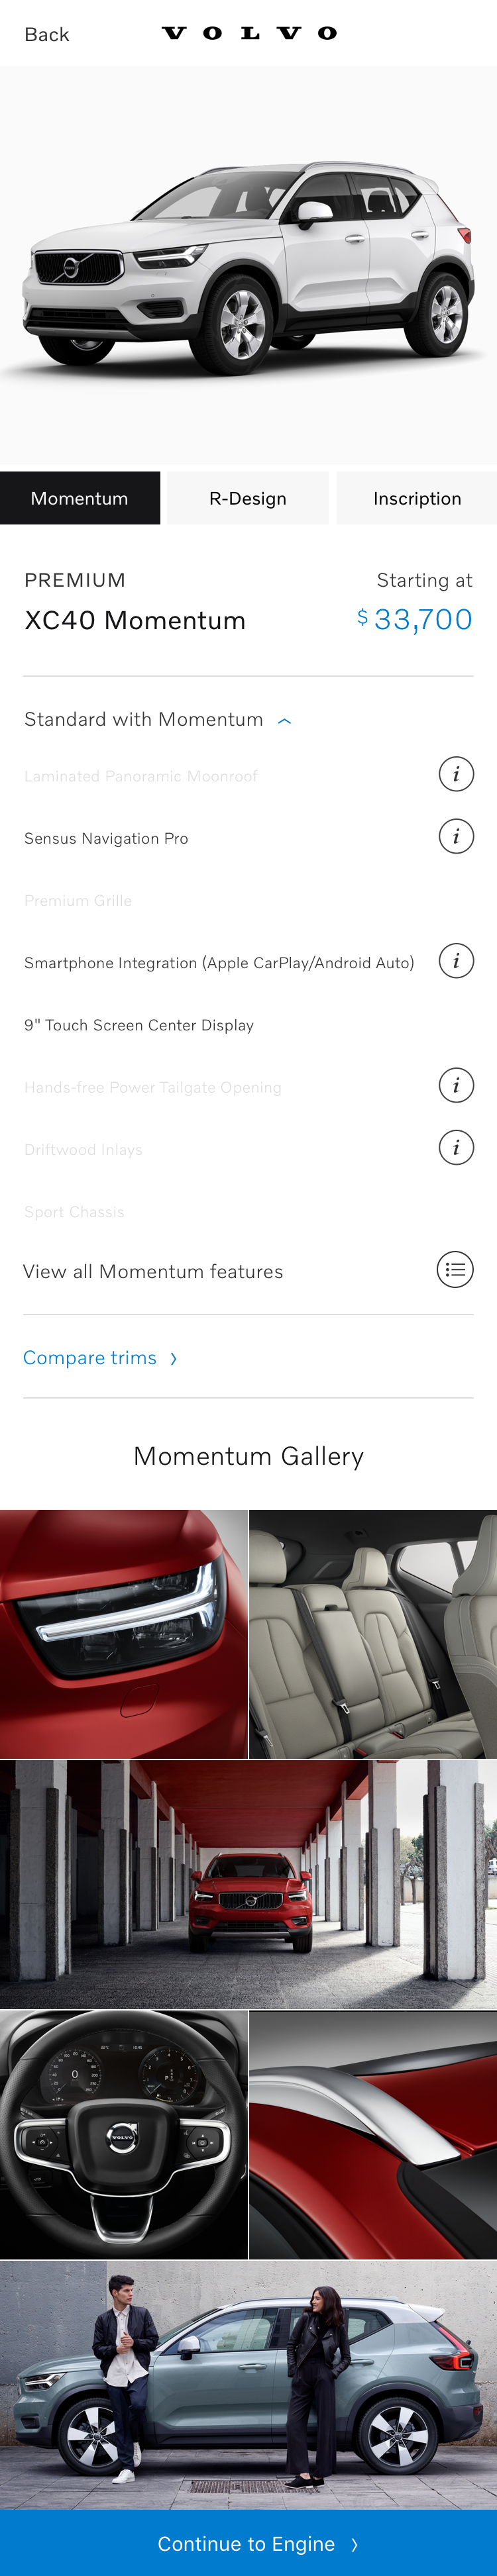 Back
VOLVO
Momentum
R-Design
Inscription
PREMIUM
Starting at
XC40 Momentum
$33,700
Standard with Momentum
Laminated Panoramic Moonroof
i
Sensus Navigation Pro
i
Premium Grille
Smartphone Integration (Apple CarPlay/Android Auto)
i
9" Touch Screen Center Display
Hands-free Power Tailgate Opening
i
Driftwood Inlays
i
Sport Chassis
View all Momentum features
Compare trims
Momentum Gallery
0
P
VOLVO
Continue to Engine